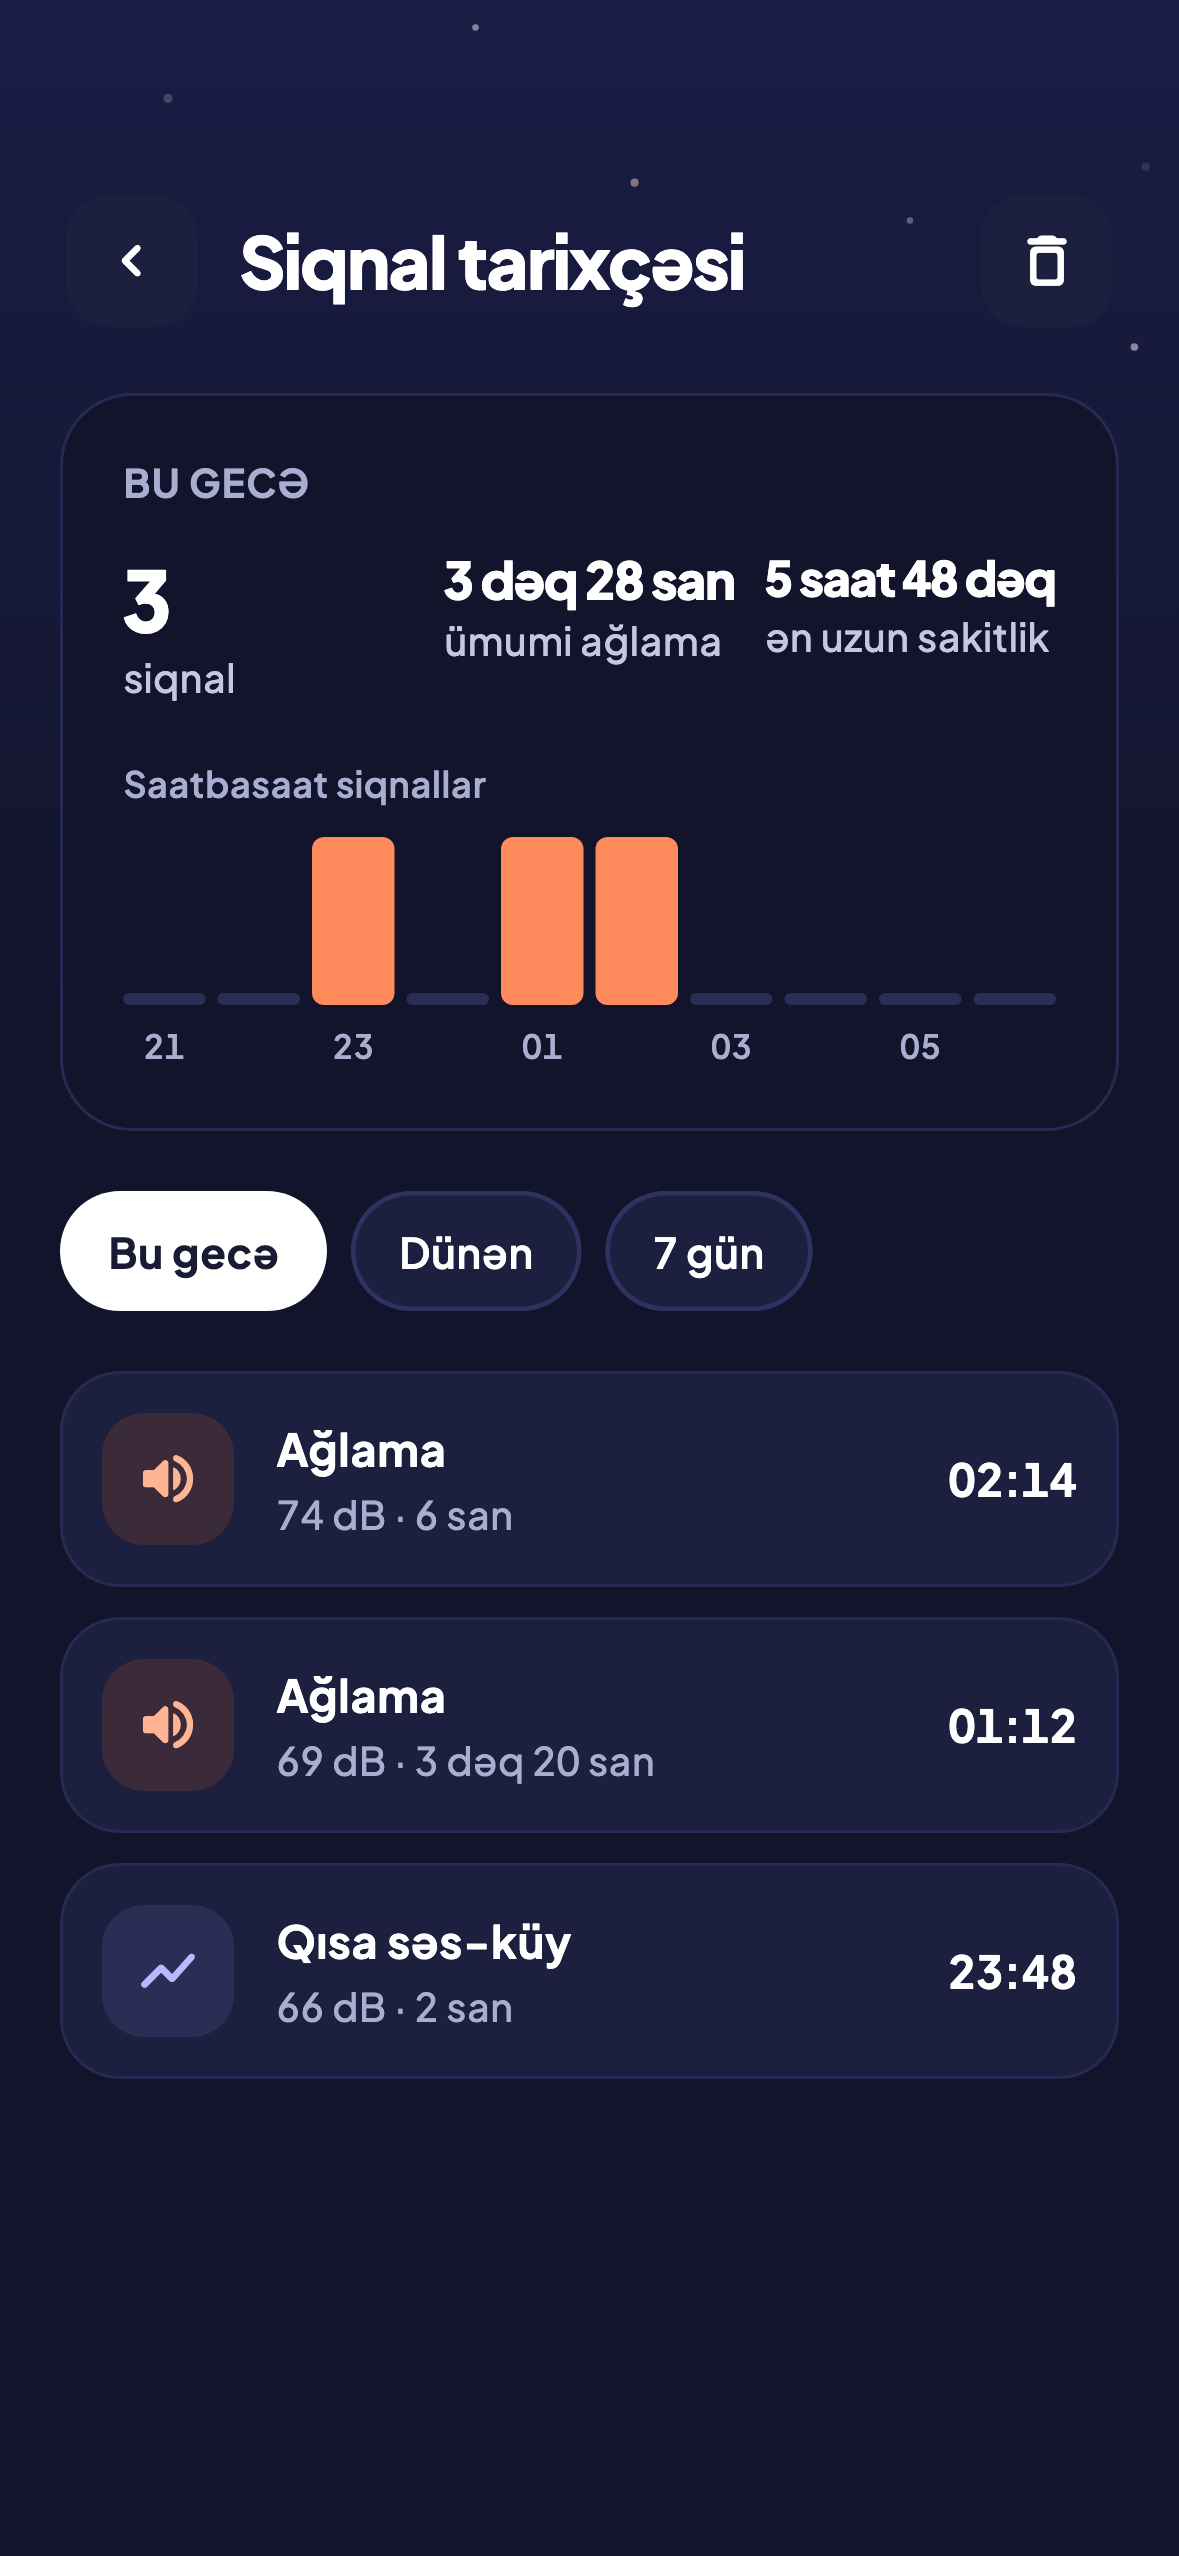 Siqnal tarixçəsi
BU GECƏ
3
siqnal
3 dəq 28 san
ümumi ağlama
5 saat 48 dəq
ən uzun sakitlik
Saatbasaat siqnallar
21 23 01 03 05
Bu gecə Dünən 7 gün
Ağlama
74 dB · 6 san
02:14
Ağlama
69 dB · 3 dəq 20 san
01:12
Qısa səs-küy
66 dB · 2 san
23:48